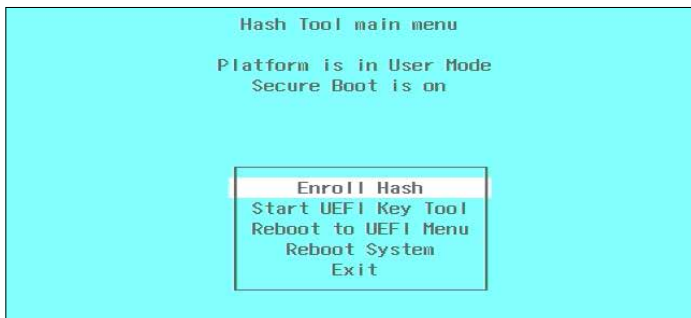 Hash Tool main menu
Platform is in User Mode
Secure Boot is on
Enroll Hash
Start UEFI Key Tool
Reboot to UEFI Menu
Reboot System
Exit